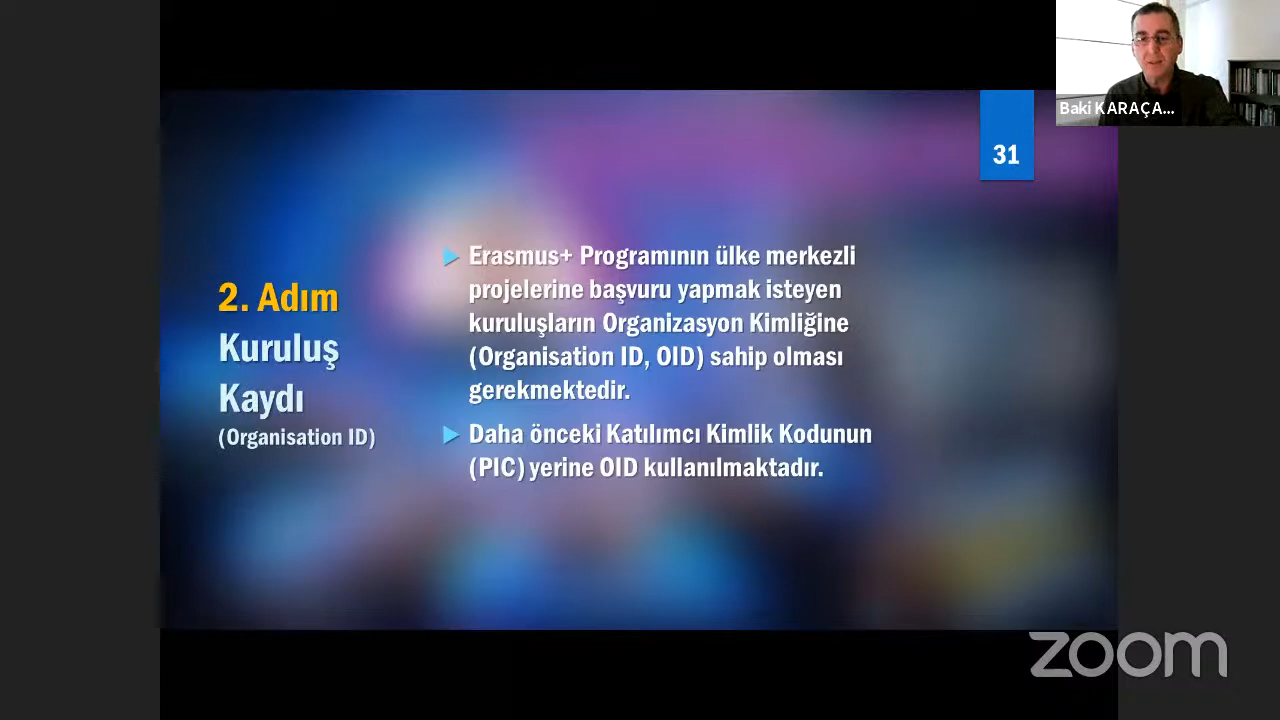 Baki KARAÇA...
31
2. Adım
Kuruluş
Kaydı
(Organisation ID)
Erasmus+ Programının ülke merkezli
projelerine başvuru yapmak isteyen
kuruluşların Organizasyon Kimliğine
(Organisation ID, OID) sahip olması
gerekmektedir.
Daha önceki Katılımcı Kimlik Kodunun
(PIC) yerine OID kullanılmaktadır.
zoom